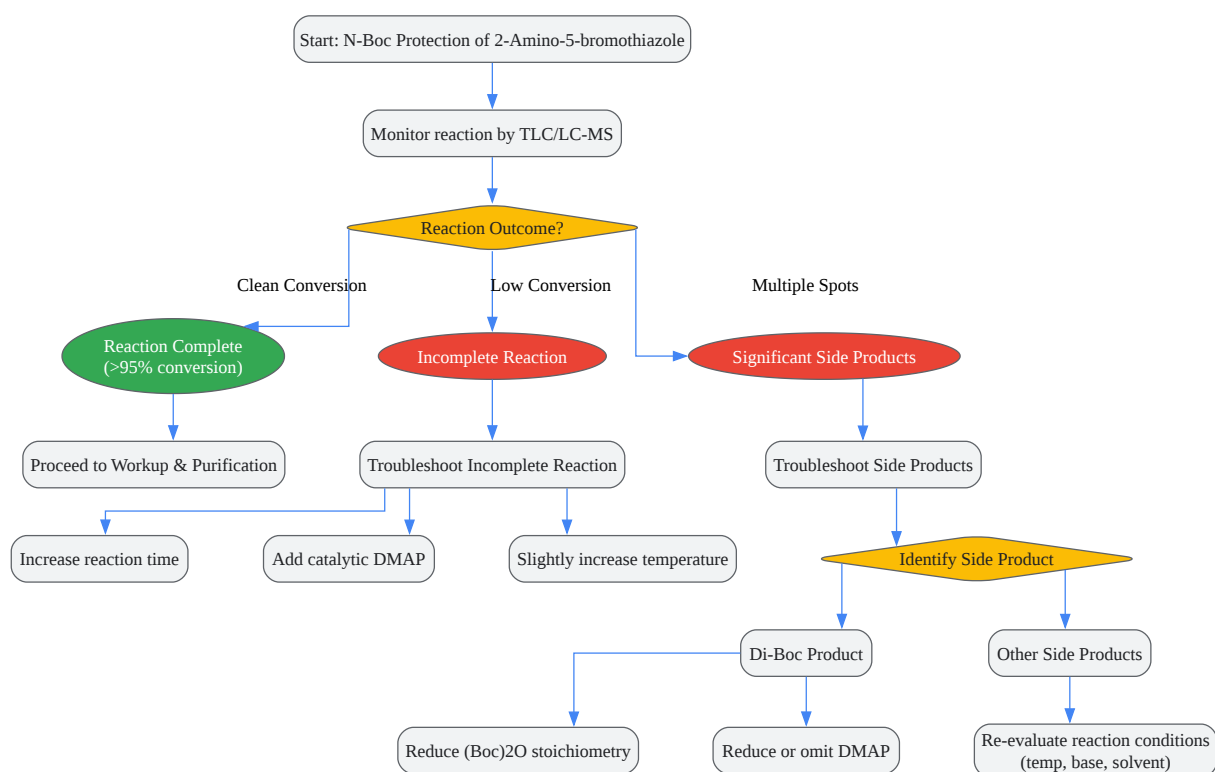 Start: N-Boc Protection of 2-Amino-5-bromothiazole
Monitor reaction by TLC/LC-MS
Reaction Outcome?
Clean Conversion
Low Conversion
Multiple Spots
Reaction Complete
(>95% conversion)
Incomplete Reaction
Significant Side Products
Proceed to Workup & Purification
Troubleshoot Incomplete Reaction
Troubleshoot Side Products
Increase reaction time
Add catalytic DMAP
Slightly increase temperature
Identify Side Product
Di-Boc Product
Other Side Products
Reduce (Boc)2O stoichiometry
Reduce or omit DMAP
Re-evaluate reaction conditions
(temp, base, solvent)